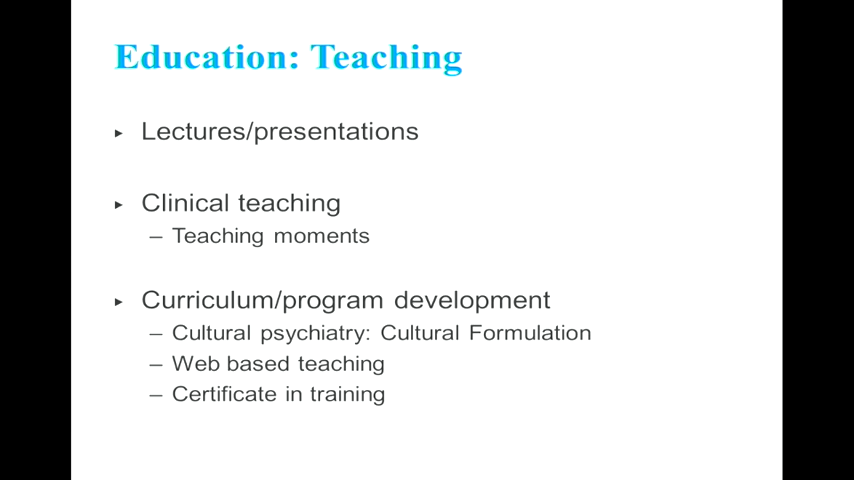 Education: Teaching
▸ Lectures/presentations
▸ Clinical teaching
– Teaching moments
▸ Curriculum/program development
– Cultural psychiatry: Cultural Formulation
– Web based teaching
– Certificate in training